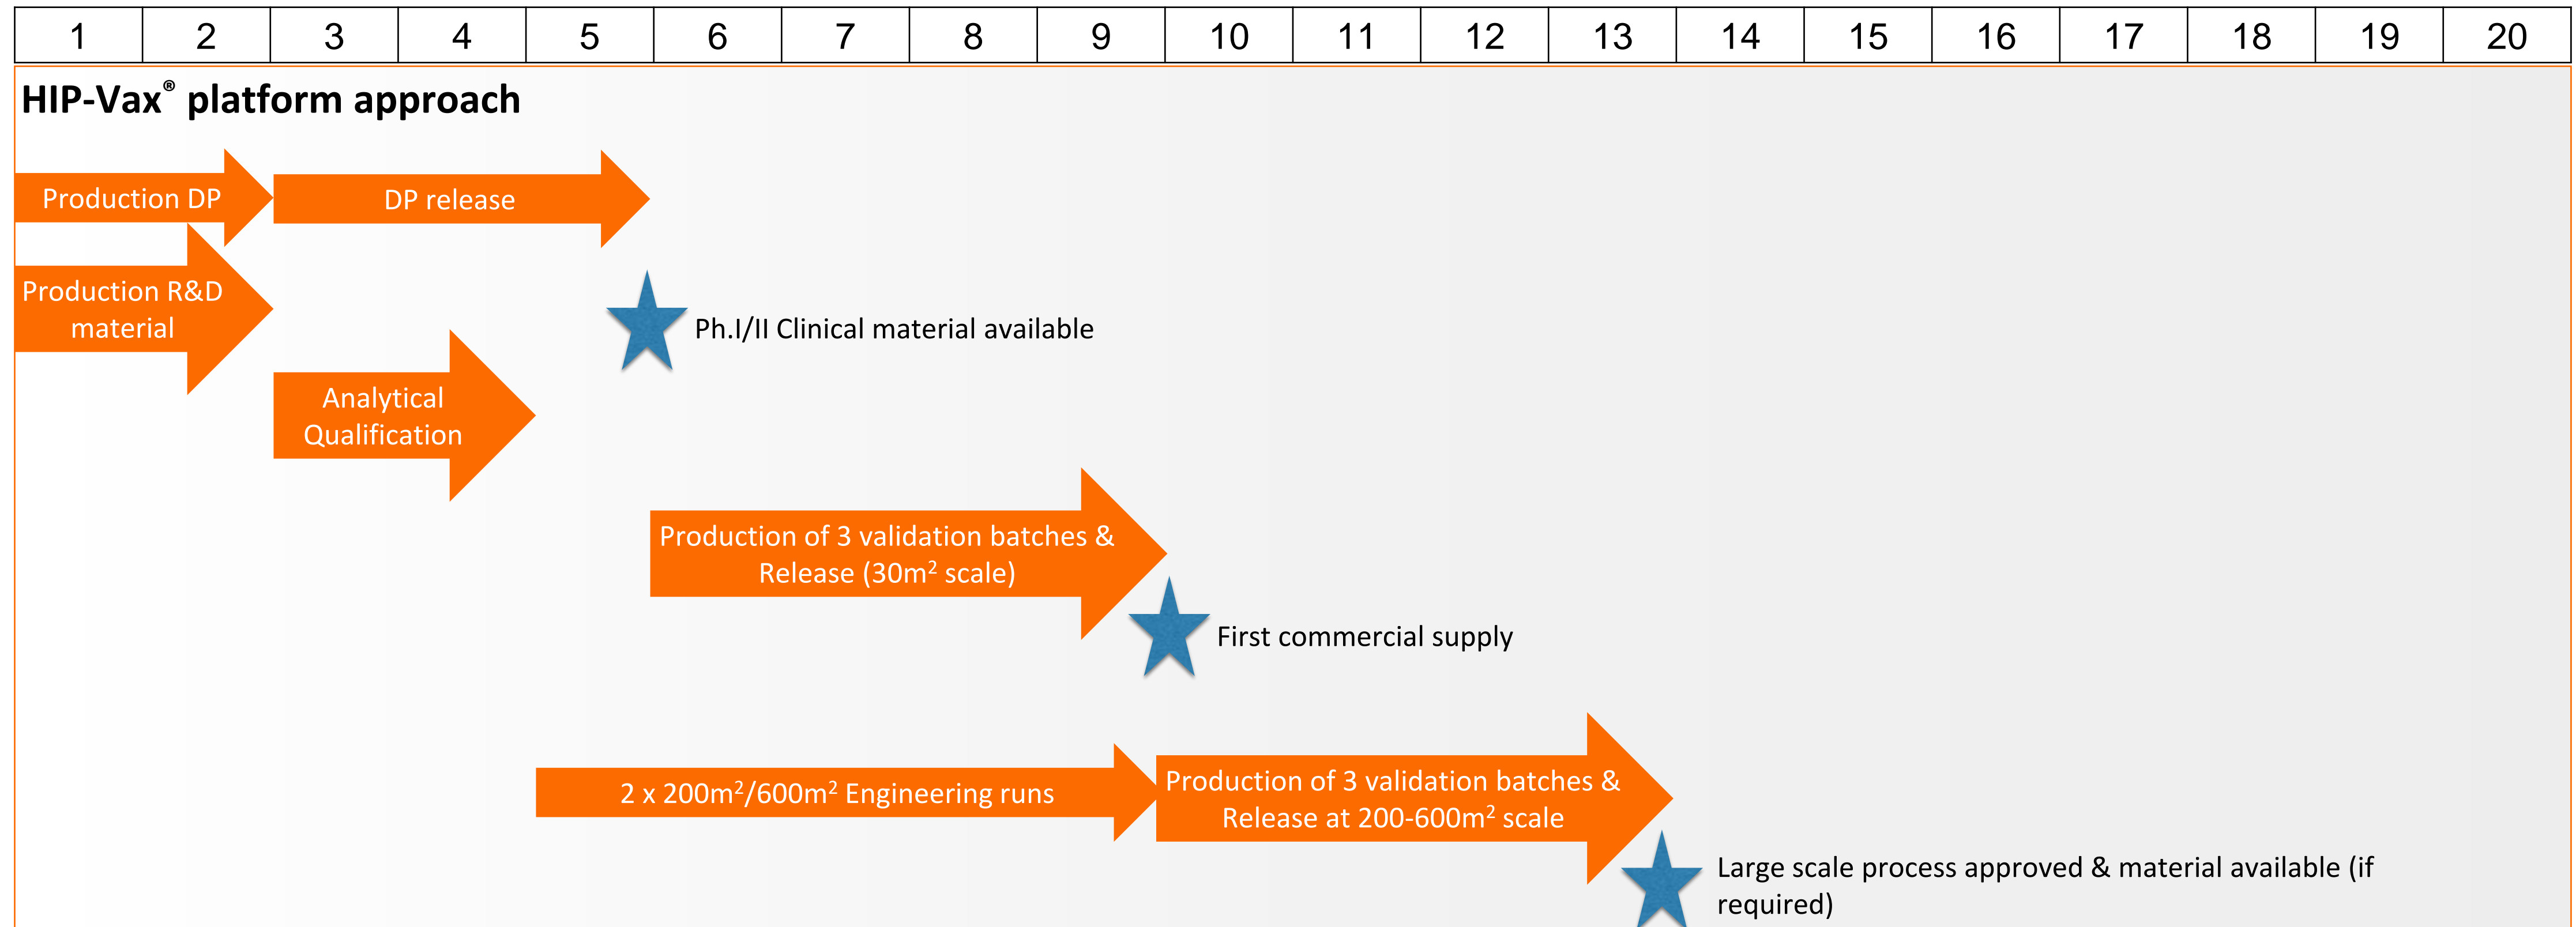 1 2 3 4 5 6 7 8 9 10 11 12 13 14 15 16 17 18 19 20
HIP-Vax® platform approach
Production DP
DP release
Production R&D
material
Ph.I/II Clinical material available
Analytical
Qualification
Production of 3 validation batches &
Release (30m² scale)
First commercial supply
2 x 200m²/600m² Engineering runs
Production of 3 validation batches &
Release at 200-600m² scale
Large scale process approved & material available (if
required)